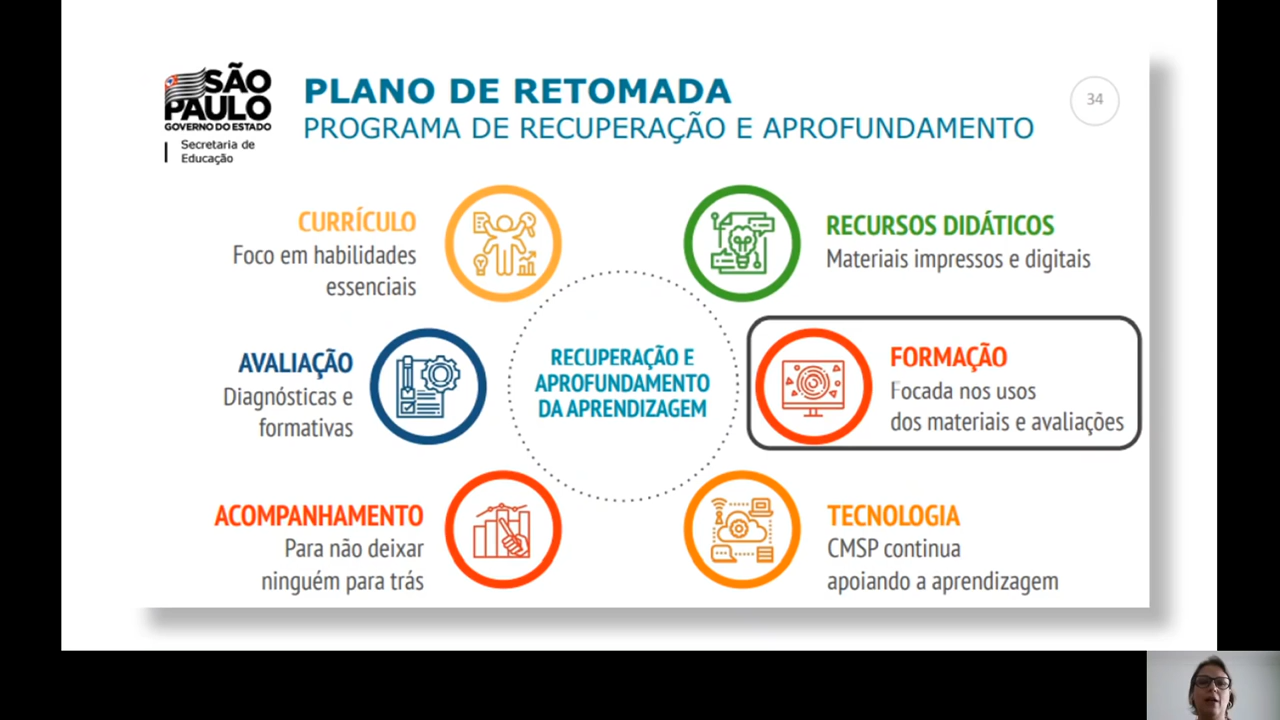 SÃO
PAULO
GOVERNO DO ESTADO
Secretaria de
Educação
PLANO DE RETOMADA
PROGRAMA DE RECUPERAÇÃO E APROFUNDAMENTO
34
CURRÍCULO
Foco em habilidades
essenciais
RECURSOS DIDÁTICOS
Materiais impressos e digitais
AVALIAÇÃO
Diagnósticas e
formativas
RECUPERAÇÃO E
APROFUNDAMENTO
DA APRENDIZAGEM
FORMAÇÃO
Focada nos usos
dos materiais e avaliações
ACOMPANHAMENTO
Para não deixar
ninguém para trás
TECNOLOGIA
CMSP continua
apoiando a aprendizagem